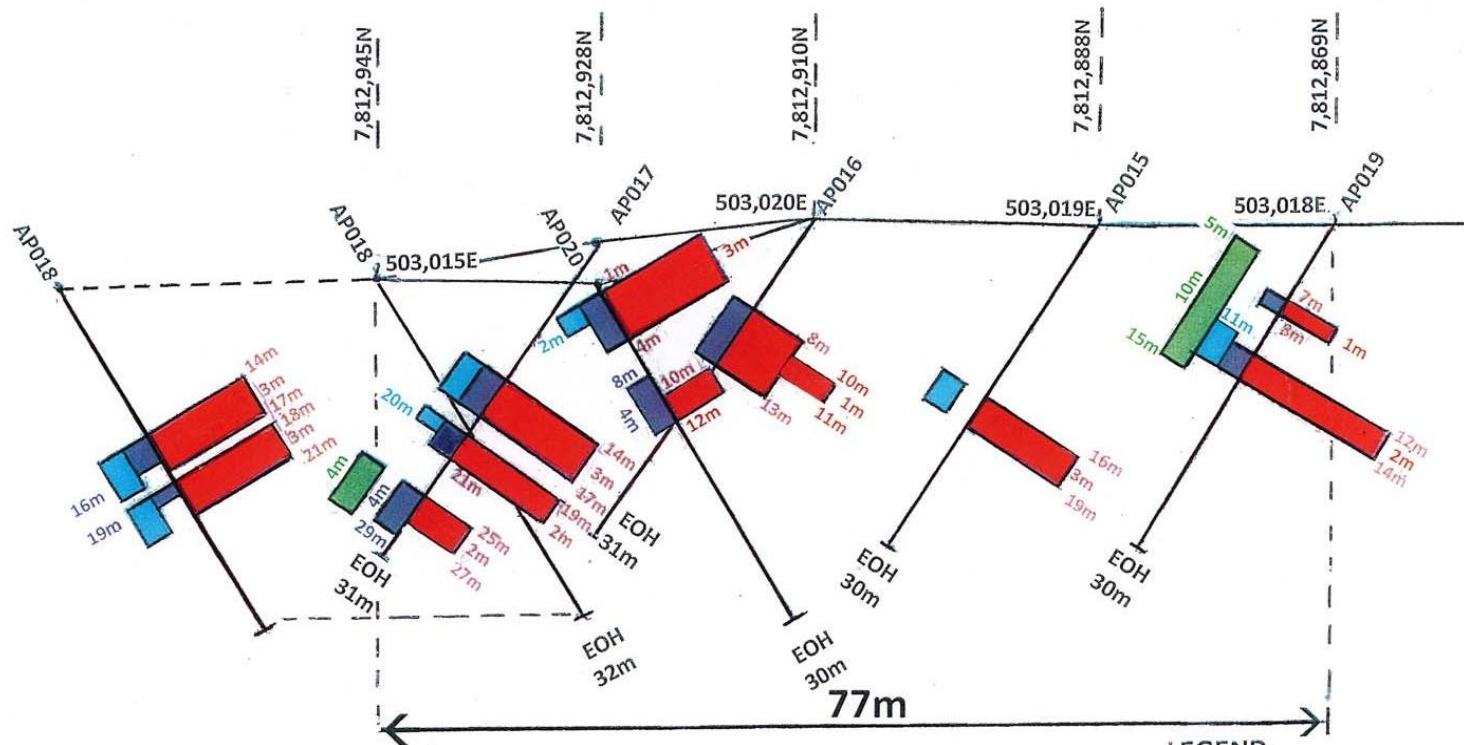 7,812,945N
7,812,928N
7,812,910N
7,812,888N
7,812,869N
AP018
AP018
AP017
AP020
503,015E
503,020E
AP016
503,019E
AP015
503,018E
AP019
14m
3m
17m
18m
3m
21m
16m
19m
20m
4m
4m
29m
21m
14m
3m
17m
19m
2m
25m
2m
27m
EOH
31m
1m
3m
2m
4m
8m
4m
10m
12m
8m
10m
1m
11m
13m
EOH
31m
EOH
32m
EOH
30m
16m
3m
19m
EOH
30m
5m
10m
15m
11m
7m
8m
1m
12m
2m
14m
EOH
30m
77m
LEGEND